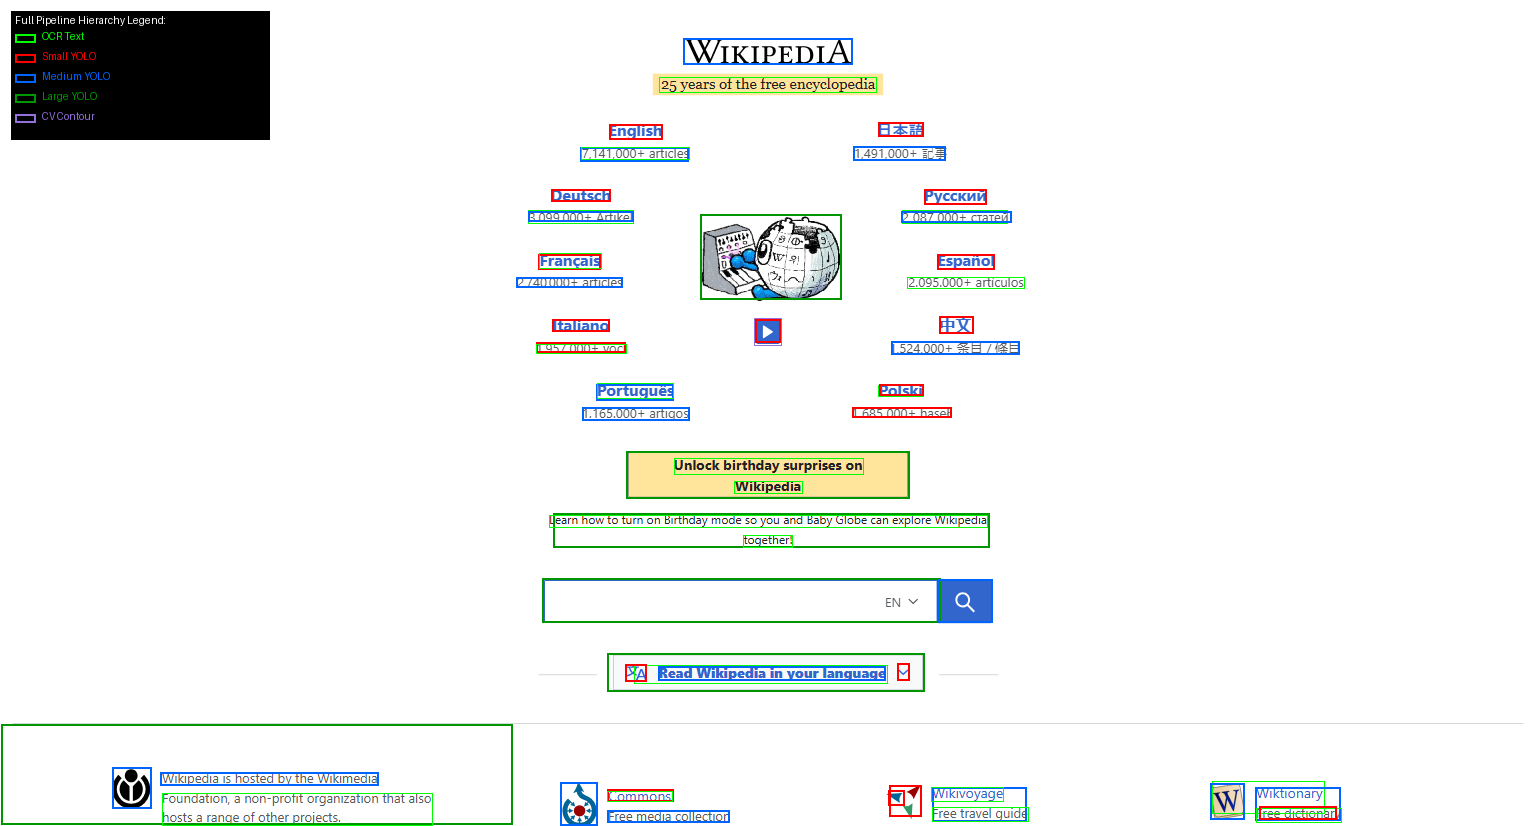 Full Pipeline Hierarchy Legend:
OCR Text
Small YOLO
Medium YOLO
Large YOLO
CV Contour
WIKIPEDIA
25 years of the free encyclopedia
English
7,141,000+ articles
日本語
1,491,000+ 記事
Deutsch
3.099.000+ Artikel
Русский
2 087 000+ статей
Français
2 740 000+ articles
Español
2.095.000+ artículos
Italiano
1.957.000+ voci
中文
1,524,000+ 条目 / 條目
Português
1.165.000+ artigos
Polski
1 685 000+ haseł
Unlock birthday surprises on
Wikipedia
Learn how to turn on Birthday mode so you and Baby Globe can explore Wikipedia
together!
EN
Read Wikipedia in your language
Wikipedia is hosted by the Wikimedia
Foundation, a non-profit organization that also
hosts a range of other projects.
Commons
Free media collection
Wikivoyage
Free travel guide
Wiktionary
Free dictionary